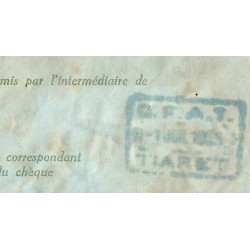 mis par l'intermédiaire de
C.F.A.T.
TIARET
correspondant
du chèque